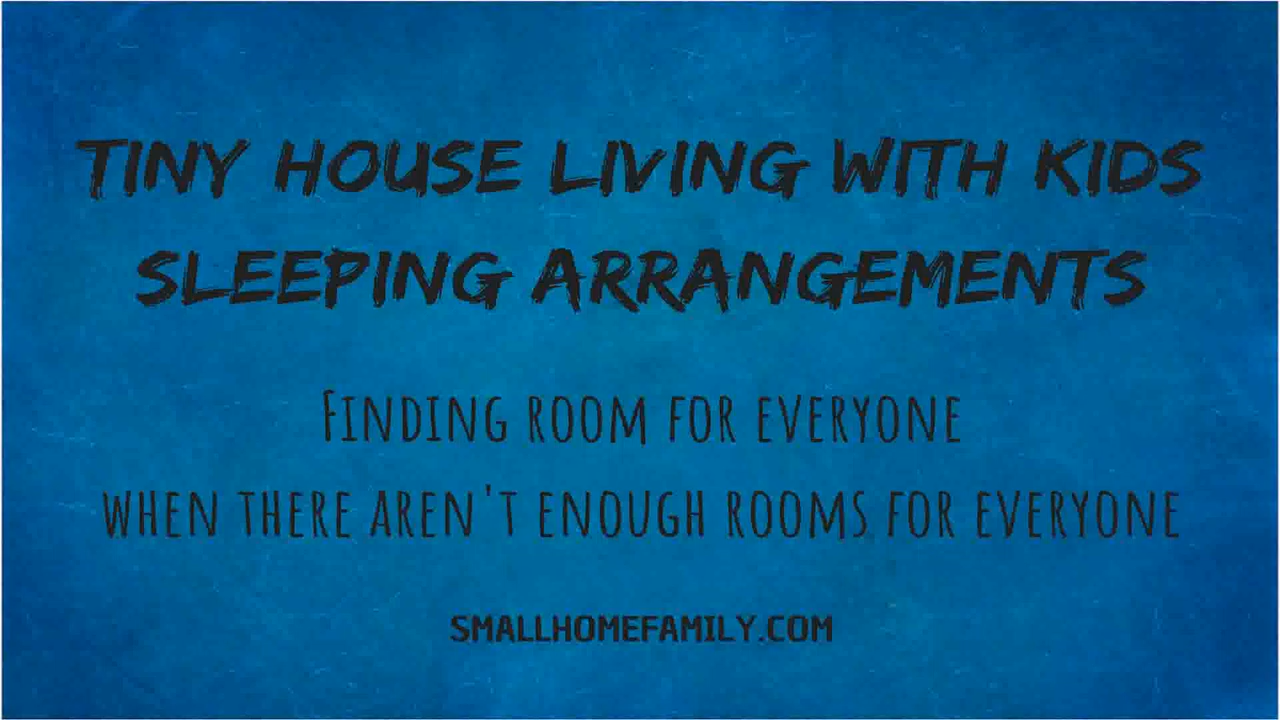 TINY HOUSE LIVING WITH KIDS
SLEEPING ARRANGEMENTS
FINDING ROOM FOR EVERYONE
WHEN THERE AREN'T ENOUGH ROOMS FOR EVERYONE
SMALLHOMEFAMILY.COM